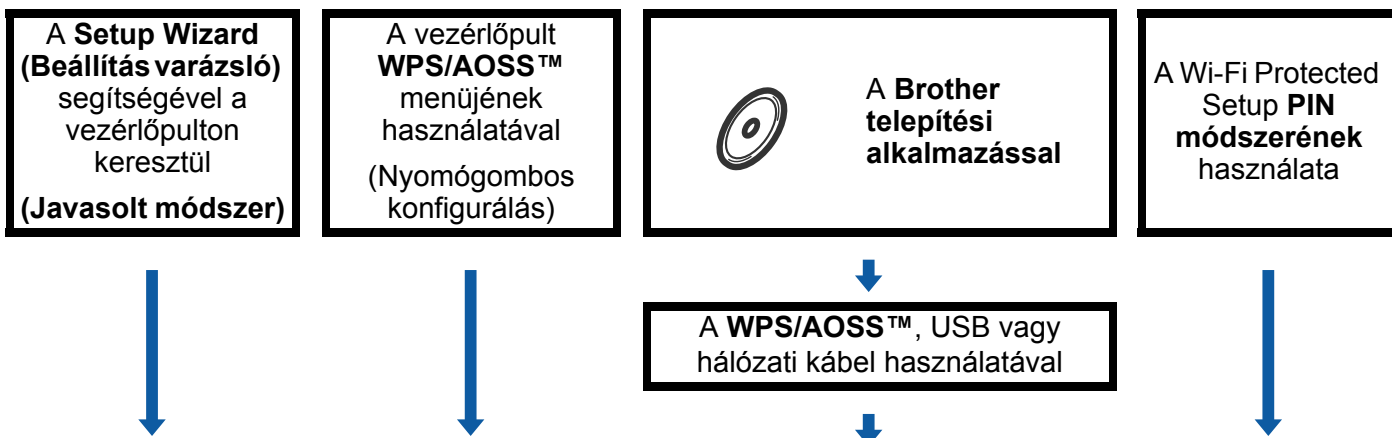 A Setup Wizard
(Beállítás varázsló)
segítségével a
vezérlőpulton
keresztül
(Javasolt módszer)
A vezérlőpult
WPS/AOSS™
menüjének
használatával
(Nyomógombos
konfigurálás)
A Brother
telepítési
alkalmazással
A WPS/AOSS™, USB vagy
hálózati kábel használatával
A Wi-Fi Protected
Setup PIN
módszerének
használata